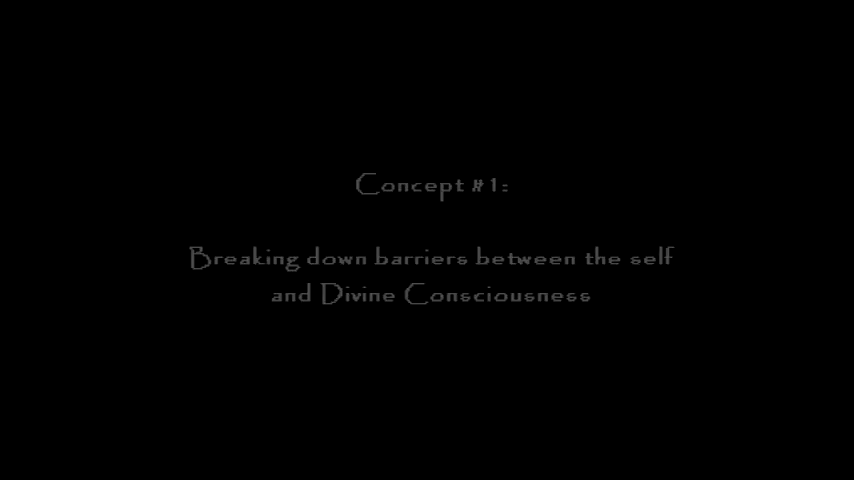 Concept #1:
Breaking down barriers between the self
and Divine Consciousness